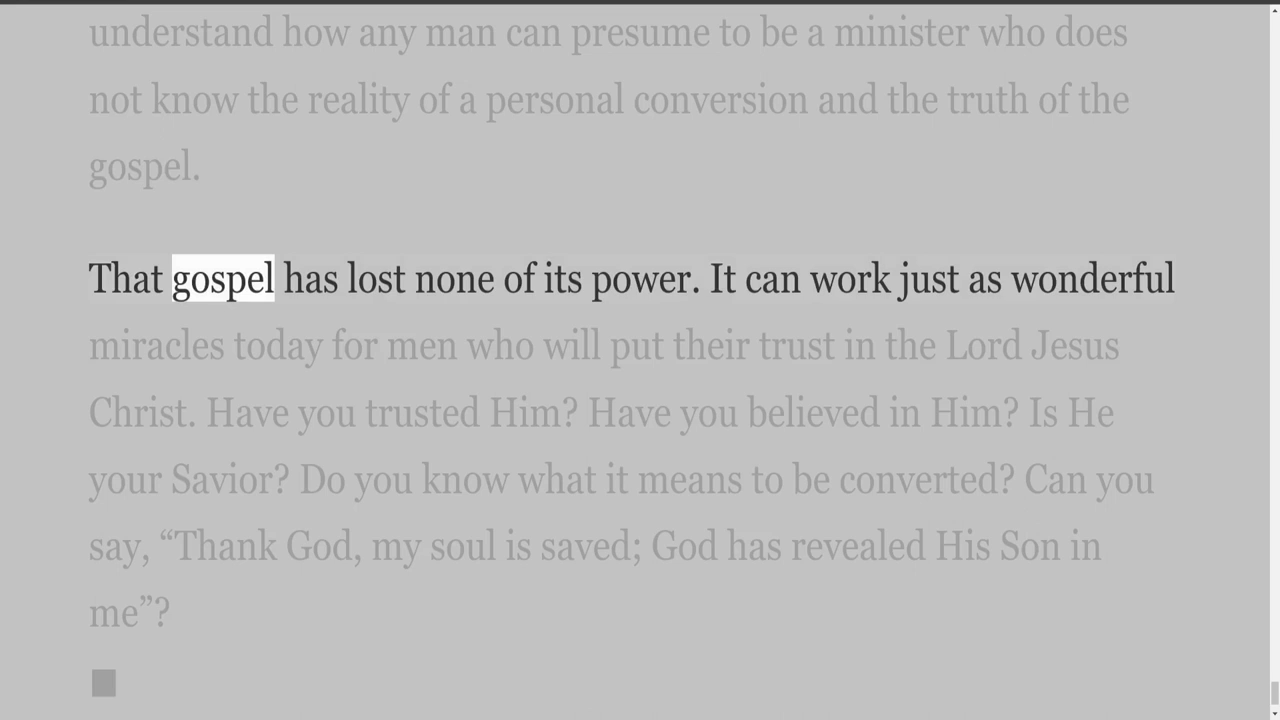 understand how any man can presume to be a minister who does
not know the reality of a personal conversion and the truth of the
gospel.
That gospel has lost none of its power. It can work just as wonderful
miracles today for men who will put their trust in the Lord Jesus
Christ. Have you trusted Him? Have you believed in Him? Is He
your Savior? Do you know what it means to be converted? Can you
say, “Thank God, my soul is saved; God has revealed His Son in
me”?